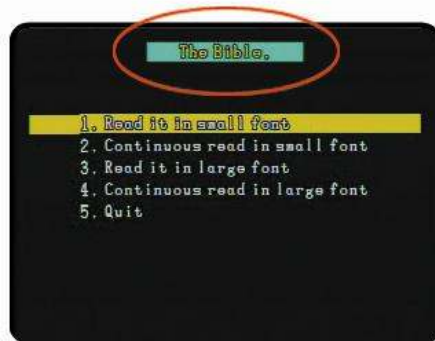 The Bible.
1. Read it in small font
2. Continuous read in small font
3. Read it in large font
4. Continuous read in large font
5. Quit